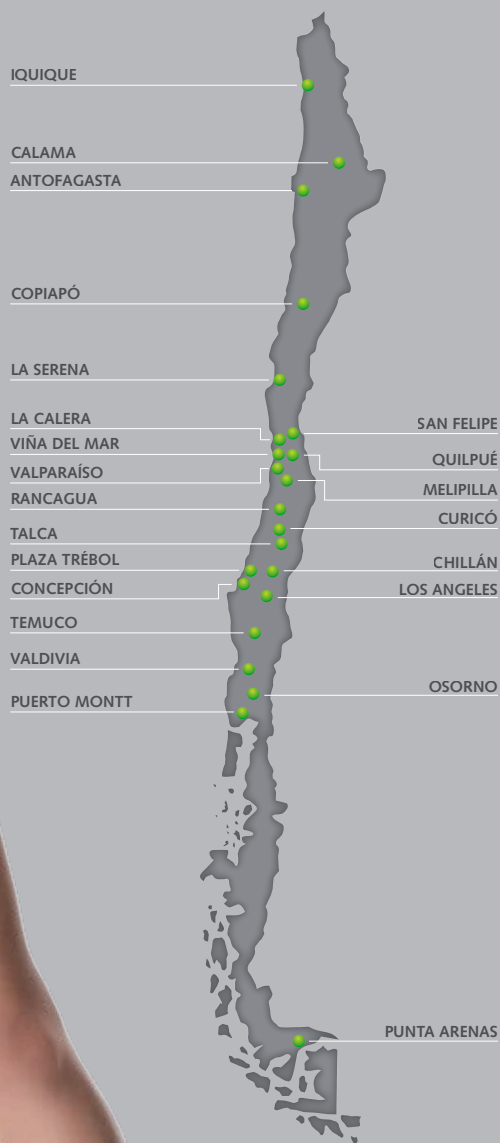 IQUIQUE
CALAMA
ANTOFAGASTA
COPIAPÓ
LA SERENA
LA CALERA
VIÑA DEL MAR
VALPARAÍSO
RANCAGUA
TALCA
PLAZA TRÉBOL
CONCEPCIÓN
TEMUCO
VALDIVIA
PUERTO MONTT
SAN FELIPE
QUILPUÉ
MELIPILLA
CURICÓ
CHILLÁN
LOS ANGELES
OSORNO
PUNTA ARENAS